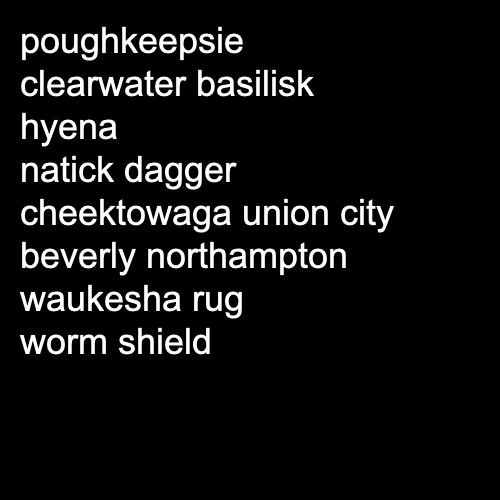 poughkeepsie
clearwater basilisk
hyena
natick dagger
cheektowaga union city
beverly northampton
waukesha rug
worm shield